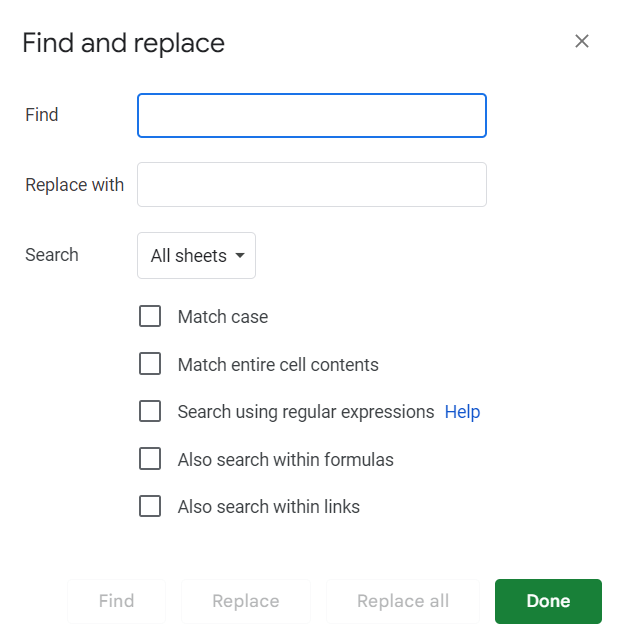 Find and replace
Find
Replace with
Search
All sheets
Match case
Match entire cell contents
Search using regular expressions Help
Also search within formulas
Also search within links
Find Replace Replace all Done